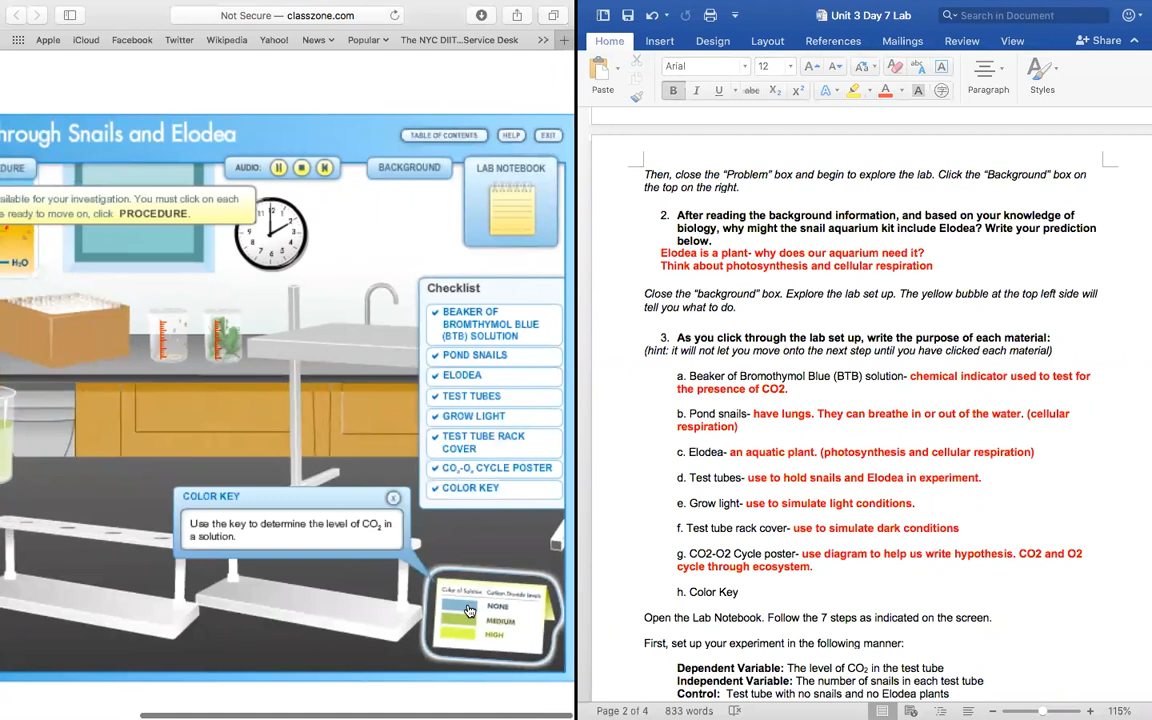 Not Secure — classzone.com
Apple iCloud Facebook Twitter Wikipedia Yahoo! News Popular The NYC DIIT...Service Desk >>
hrough Snails and Elodea
TABLE OF CONTENTS HELP EXIT
DURE AUDIO: BACKGROUND LAB NOTEBOOK
ailable for your investigation. You must click on each
e ready to move on, click PROCEDURE.
11 12 1 2 3
H₂O
Checklist
✓ BEAKER OF
BROMTHYMOL BLUE
(BTB) SOLUTION
✓ POND SNAILS
✓ ELODEA
✓ TEST TUBES
✓ GROW LIGHT
✓ TEST TUBE RACK
COVER
✓ CO₂-O₂ CYCLE POSTER
✓ COLOR KEY
COLOR KEY X
Use the key to determine the level of CO₂ in
a solution.
Color of Solution Carbon Dioxide levels
NONE
MEDIUM
HIGH
Unit 3 Day 7 Lab
Search in Document
Home Insert Design Layout References Mailings Review View Share
Paste Arial 12 Paragraph Styles
B I U abc X₂ X²
Then, close the “Problem” box and begin to explore the lab. Click the “Background” box on
the top on the right.
2. After reading the background information, and based on your knowledge of
biology, why might the snail aquarium kit include Elodea? Write your prediction
below.
Elodea is a plant- why does our aquarium need it?
Think about photosynthesis and cellular respiration
Close the “background” box. Explore the lab set up. The yellow bubble at the top left side will
tell you what to do.
3. As you click through the lab set up, write the purpose of each material:
(hint: it will not let you move onto the next step until you have clicked each material)
a. Beaker of Bromothymol Blue (BTB) solution- chemical indicator used to test for
the presence of CO2.
b. Pond snails- have lungs. They can breathe in or out of the water. (cellular
respiration)
c. Elodea- an aquatic plant. (photosynthesis and cellular respiration)
d. Test tubes- use to hold snails and Elodea in experiment.
e. Grow light- use to simulate light conditions.
f. Test tube rack cover- use to simulate dark conditions
g. CO2-O2 Cycle poster- use diagram to help us write hypothesis. CO2 and O2
cycle through ecosystem.
h. Color Key
Open the Lab Notebook. Follow the 7 steps as indicated on the screen.
First, set up your experiment in the following manner:
Dependent Variable: The level of CO₂ in the test tube
Independent Variable: The number of snails in each test tube
Control: Test tube with no snails and no Elodea plants
Page 2 of 4 833 words 115%